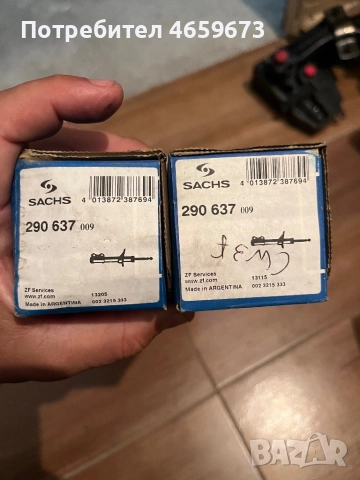 Потребител 4659673
SACHS
4 013872 387694
290 637 009
ZF Services
www.zf.com
Made in ARGENTINA
13205
002 3215 333
SACHS
4 013872 387694
290 637 009
ZF Services
www.zf.com
Made in ARGENTINA
13115
002 3215 333
BAZAR
bg